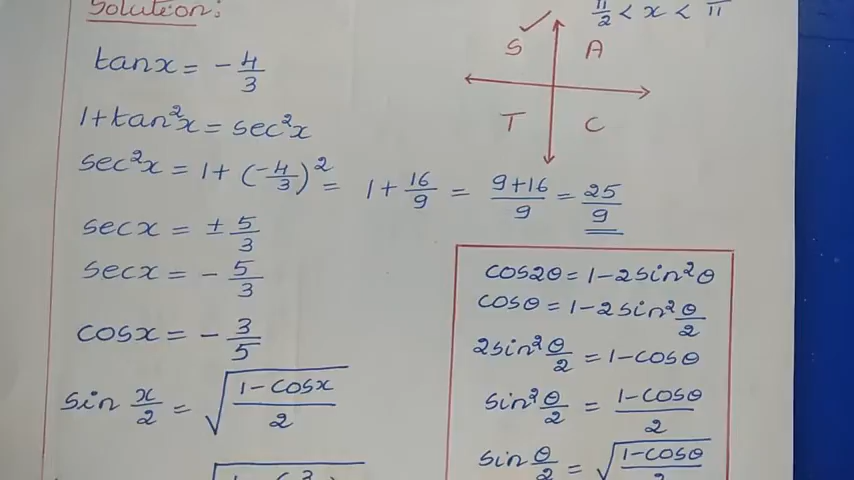 Solution:
π/2 < x < π
S A
T C
tanx = -4/3
1+tan²x = sec²x
sec²x = 1+(-4/3)² = 1+16/9 = 9+16/9 = 25/9
secx = ±5/3
secx = -5/3
cosx = -3/5
sin x/2 = √(1-cosx/2)
cos2θ = 1-2sin²θ
cosθ = 1-2sin²θ/2
2sin²θ/2 = 1-cosθ
sin²θ/2 = 1-cosθ/2
sin θ/2 = √(1-cosθ/2)